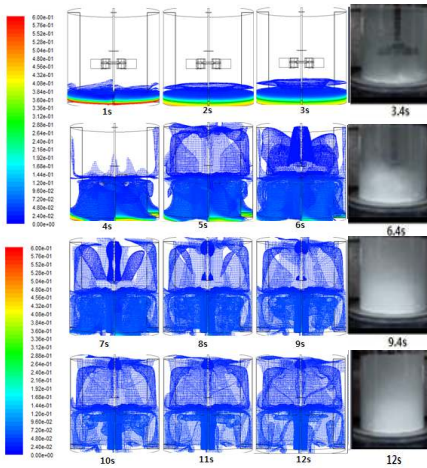 6.00e-01
5.76e-01
5.52e-01
5.28e-01
5.04e-01
4.80e-01
4.56e-01
4.32e-01
4.08e-01
3.84e-01
3.60e-01
3.36e-01
3.12e-01
2.88e-01
2.64e-01
2.40e-01
2.16e-01
1.92e-01
1.68e-01
1.44e-01
1.20e-01
9.60e-02
7.20e-02
4.80e-02
2.40e-02
0.00e+00
1s 2s 3s 3.4s
4s 5s 6s 6.4s
6.00e-01
5.76e-01
5.52e-01
5.28e-01
5.04e-01
4.80e-01
4.56e-01
4.32e-01
4.08e-01
3.84e-01
3.60e-01
3.36e-01
3.12e-01
2.88e-01
2.64e-01
2.40e-01
2.16e-01
1.92e-01
1.68e-01
1.44e-01
1.20e-01
9.60e-02
7.20e-02
4.80e-02
2.40e-02
0.00e+00
7s 8s 9s 9.4s
10s 11s 12s 12s